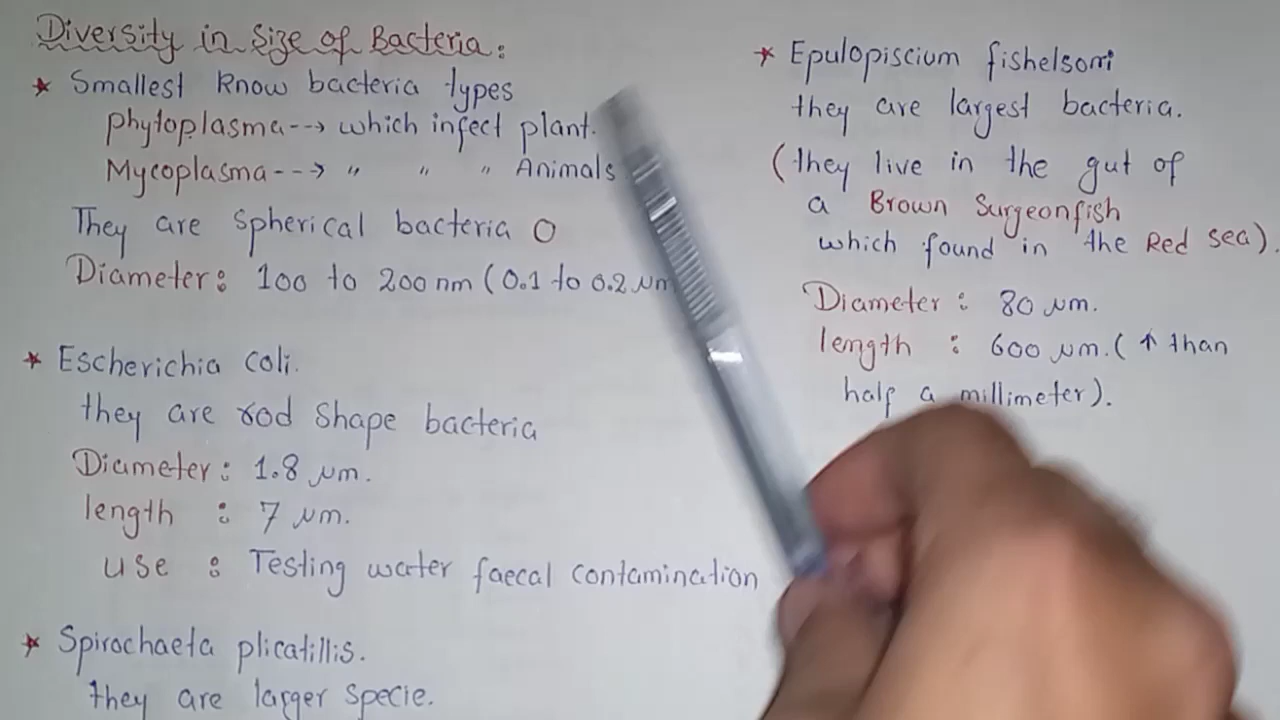 Diversity in Size of Bacteria:
* Smallest know bacteria types
phytoplasma --→ which infect plant.
Mycoplasma ---→ " " " Animals
They are spherical bacteria O
Diameter: 100 to 200 nm (0.1 to 0.2 μm
* Escherichia coli.
they are rod shape bacteria
Diameter: 1.8 μm.
length : 7 μm.
use : Testing water faecal contamination
* Spirochaeta plicatillis.
they are larger specie.
* Epulopiscium fishelsoni
they are largest bacteria.
(they live in the gut of
a Brown Surgeonfish
which found in the Red sea).
Diameter : 80 μm.
length : 600 μm. (↑ than
half a millimeter).